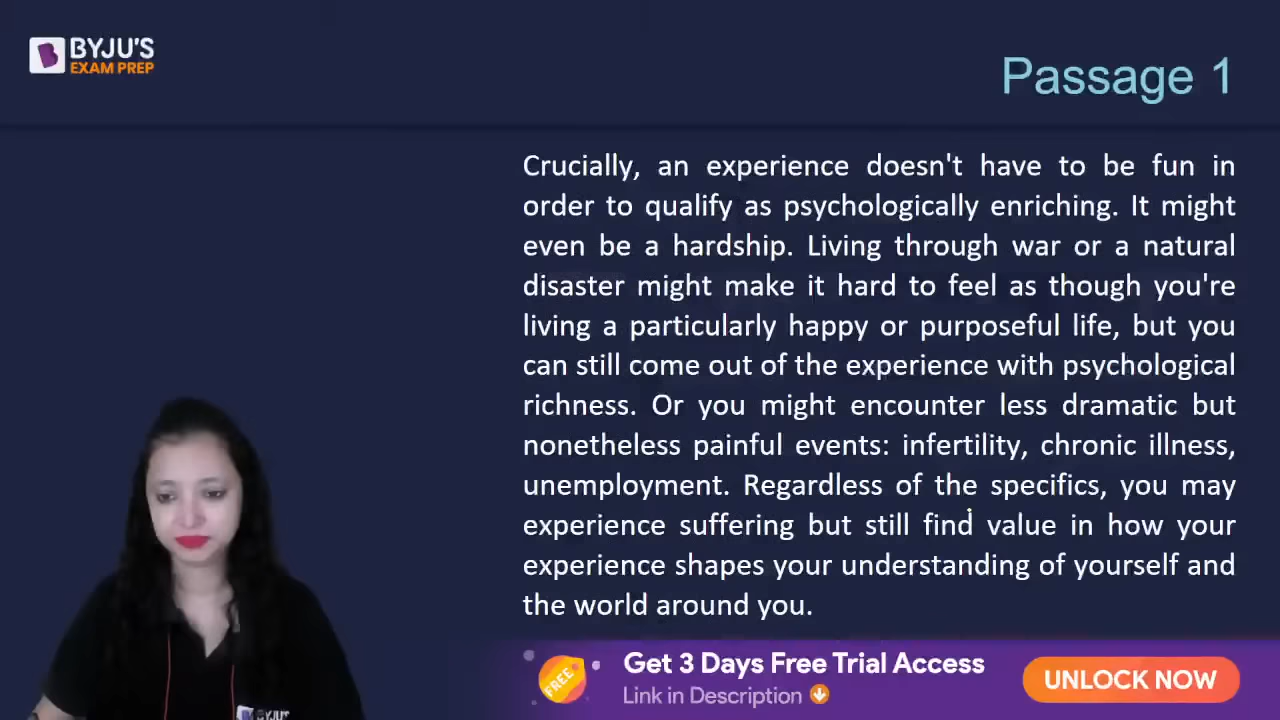 BYJU'S
EXAM PREP
Passage 1
Crucially, an experience doesn't have to be fun in
order to qualify as psychologically enriching. It might
even be a hardship. Living through war or a natural
disaster might make it hard to feel as though you're
living a particularly happy or purposeful life, but you
can still come out of the experience with psychological
richness. Or you might encounter less dramatic but
nonetheless painful events: infertility, chronic illness,
unemployment. Regardless of the specifics, you may
experience suffering but still find value in how your
experience shapes your understanding of yourself and
the world around you.
FREE
Get 3 Days Free Trial Access
Link in Description
UNLOCK NOW
BYJU'S